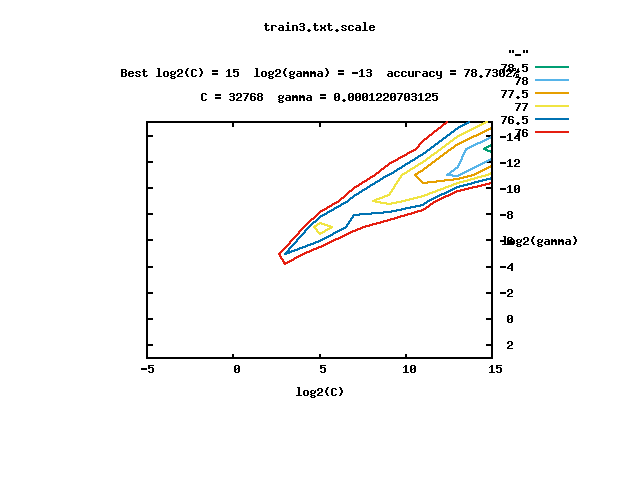 train3.txt.scale
"-"
Best log2(C) = 15 log2(gamma) = -13 accuracy = 78.7302%
78.5
78
C = 32768 gamma = 0.0001220703125
77.5
77
76.5
76
-14
-12
-10
-8
-6
log2(gamma)
-4
-2
0
2
-5 0 5 10 15
log2(C)